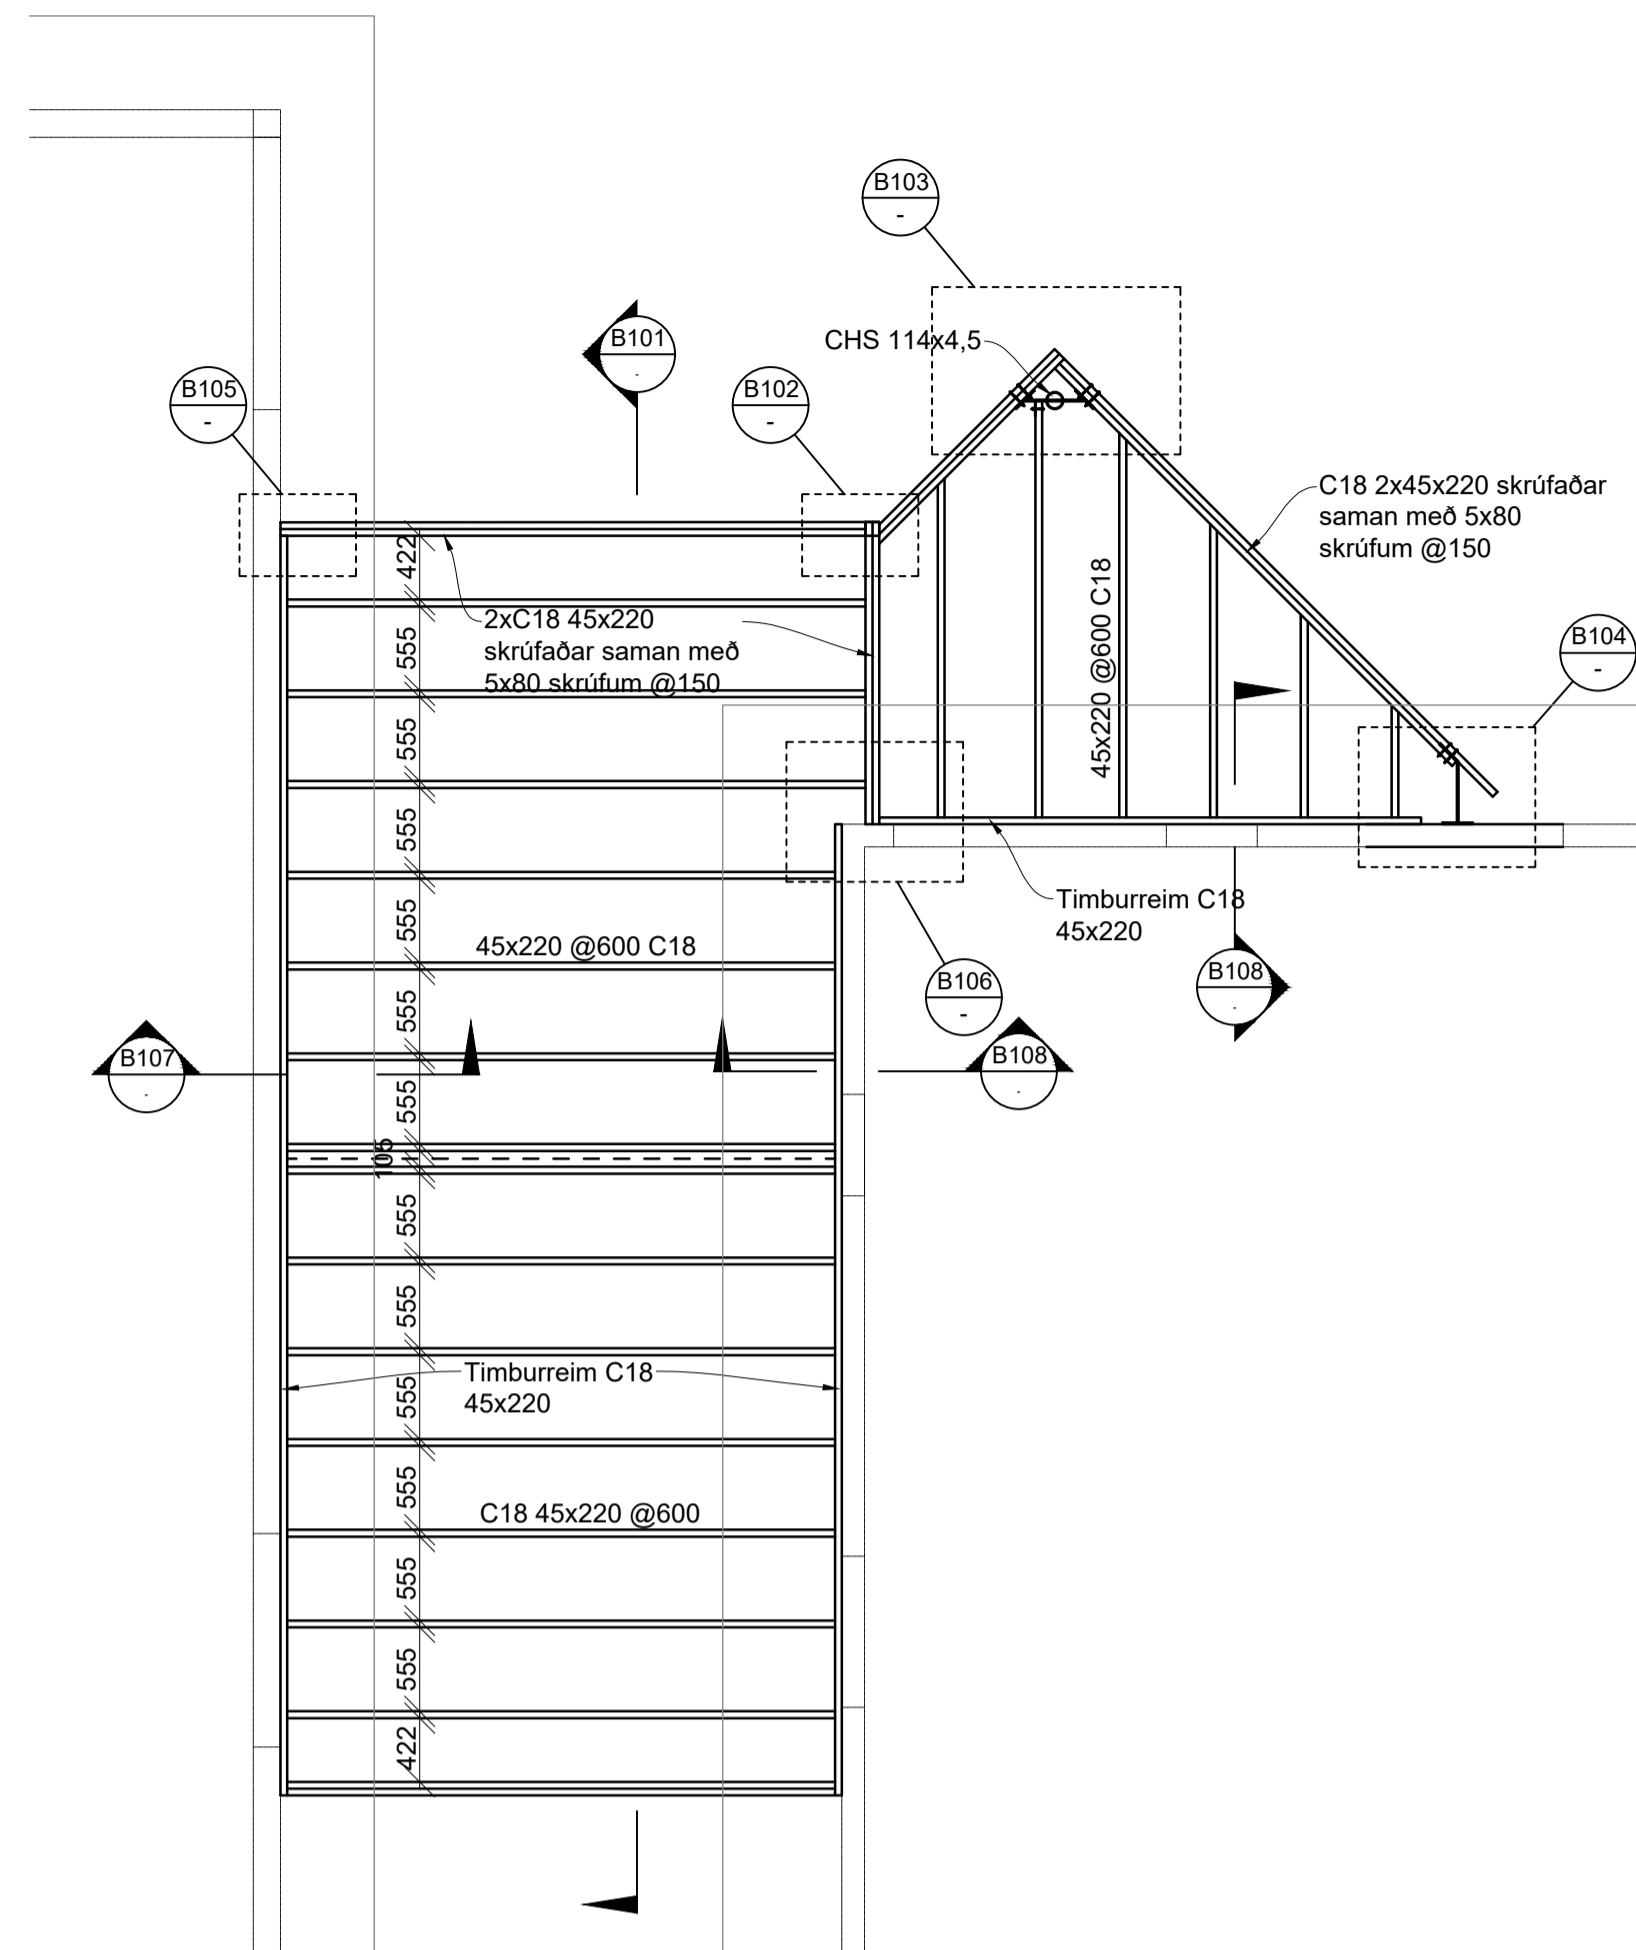 B103
-
CHS 114x4,5
B101
-
B105
-
B102
-
C18 2x45x220 skrúfaðar
saman með 5x80
skrúfum @150
422
2xC18 45x220
skrúfaðar saman með
5x80 skrúfum @150
45x220 @600 C18
B104
-
555
555
555
Timburreim C18
45x220
555
45x220 @600 C18
B106
-
B108
-
555
B107
-
B108
-
555
105
555
555
Timburreim C18
45x220
555
555
C18 45x220 @600
555
555
422